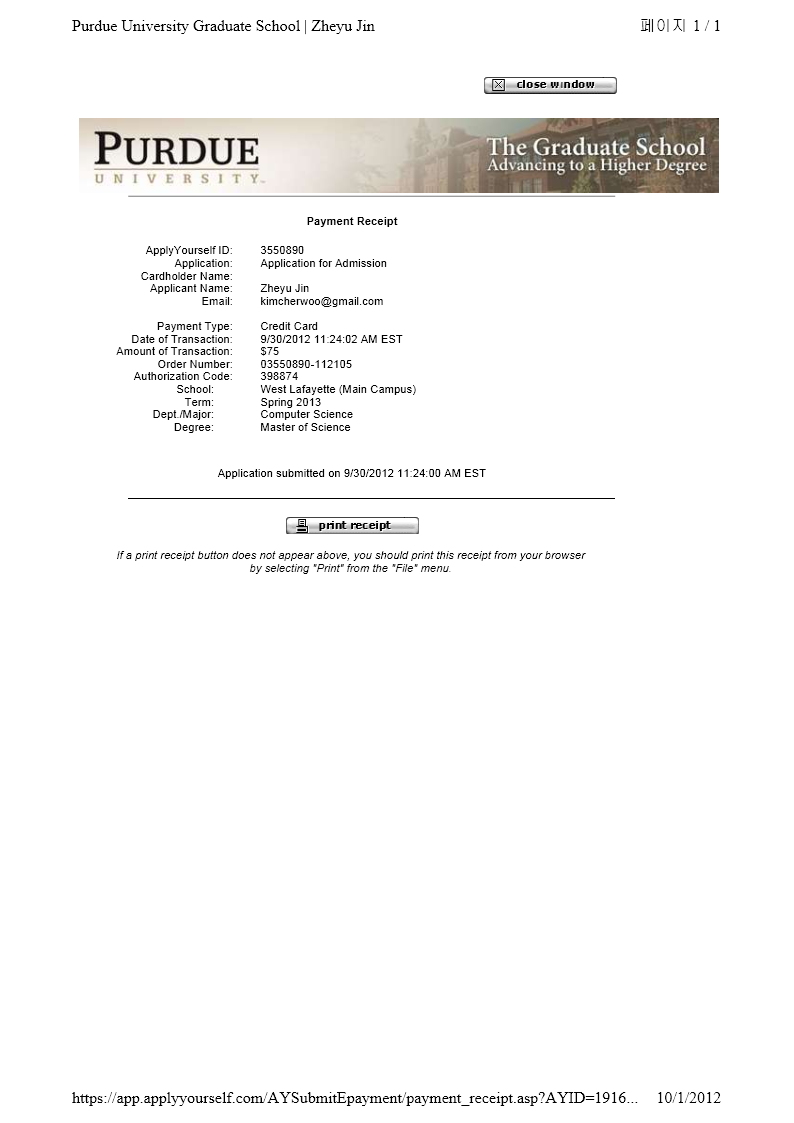 Purdue University Graduate School | Zheyu Jin 페이지 1 / 1
close window
PURDUE
UNIVERSITY
The Graduate School
Advancing to a Higher Degree
Payment Receipt
ApplyYourself ID: 3550890
Application: Application for Admission
Cardholder Name:
Applicant Name: Zheyu Jin
Email: kimcherwoo@gmail.com
Payment Type: Credit Card
Date of Transaction: 9/30/2012 11:24:02 AM EST
Amount of Transaction: $75
Order Number: 03550890-112105
Authorization Code: 398874
School: West Lafayette (Main Campus)
Term: Spring 2013
Dept./Major: Computer Science
Degree: Master of Science
Application submitted on 9/30/2012 11:24:00 AM EST
print receipt
If a print receipt button does not appear above, you should print this receipt from your browser
by selecting "Print" from the "File" menu.
https://app.applyyourself.com/AYSubmitEpayment/payment_receipt.asp?AYID=1916... 10/1/2012